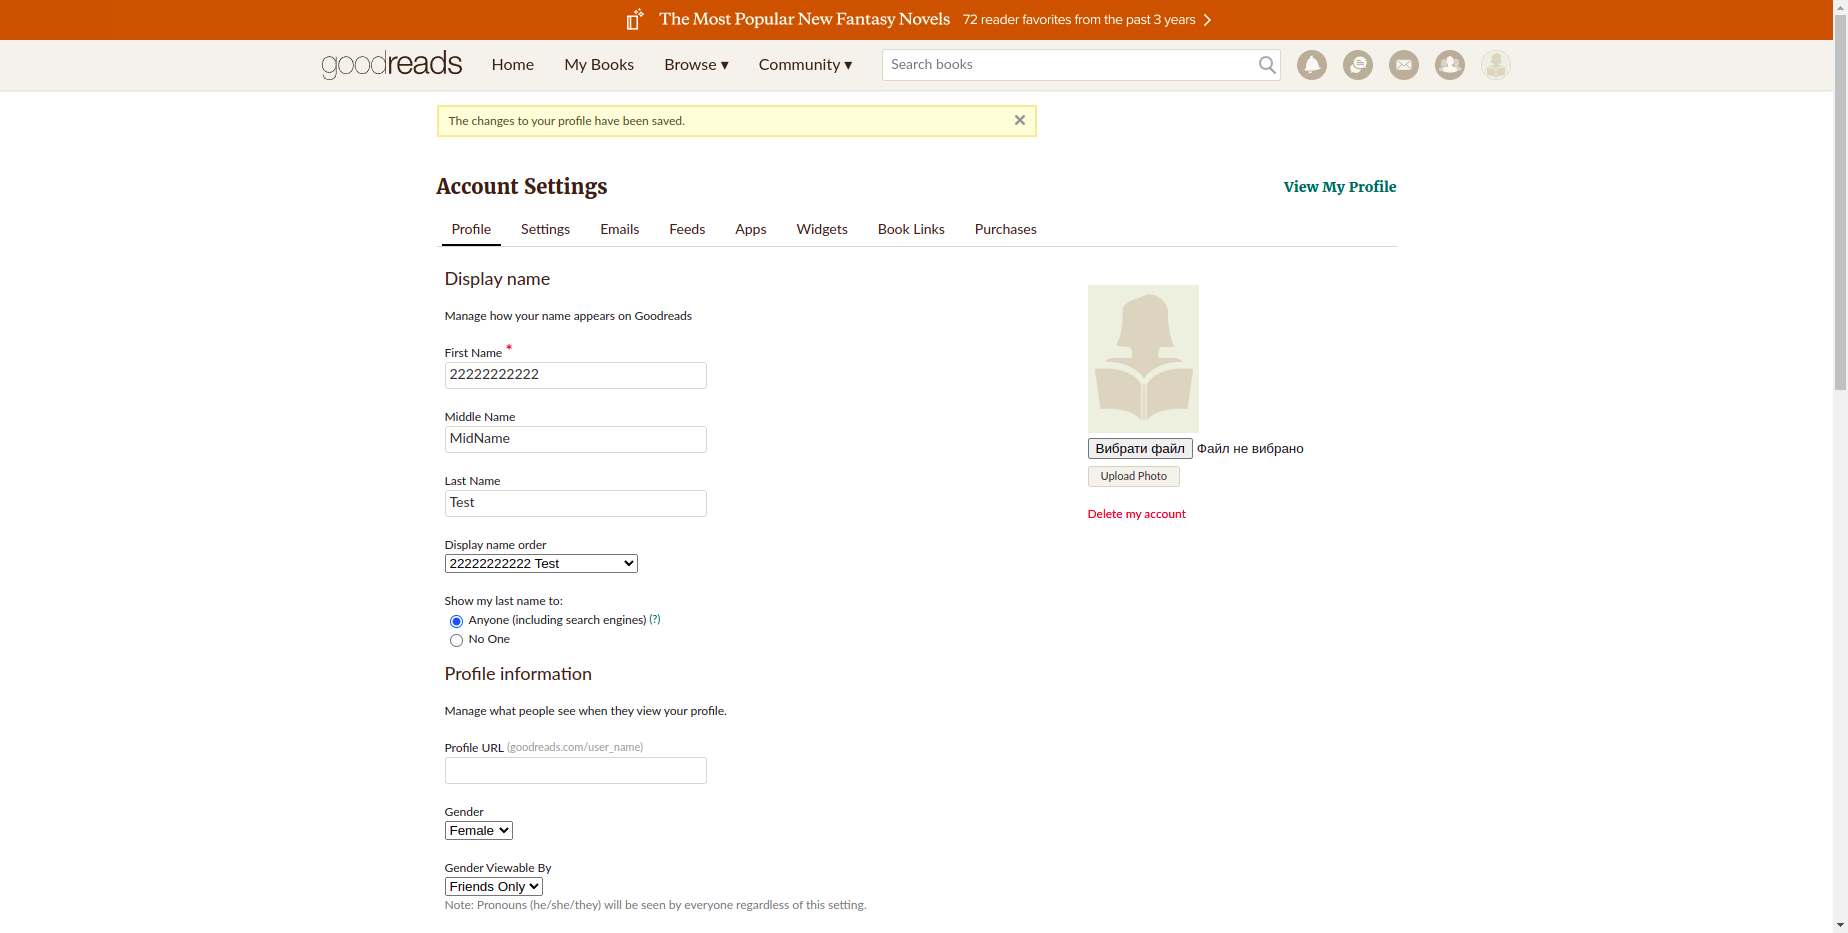 The Most Popular New Fantasy Novels 72 reader favorites from the past 3 years
goodreads Home My Books Browse ▾ Community ▾ Search books
The changes to your profile have been saved.
Account Settings
View My Profile
Profile Settings Emails Feeds Apps Widgets Book Links Purchases
Display name
Manage how your name appears on Goodreads
First Name *
22222222222
Middle Name
MidName
Last Name
Test
Display name order
22222222222 Test
Show my last name to:
Anyone (including search engines) (?)
No One
Вибрати файл Файл не вибрано
Upload Photo
Delete my account
Profile information
Manage what people see when they view your profile.
Profile URL (goodreads.com/user_name)
Gender
Female
Gender Viewable By
Friends Only
Note: Pronouns (he/she/they) will be seen by everyone regardless of this setting.